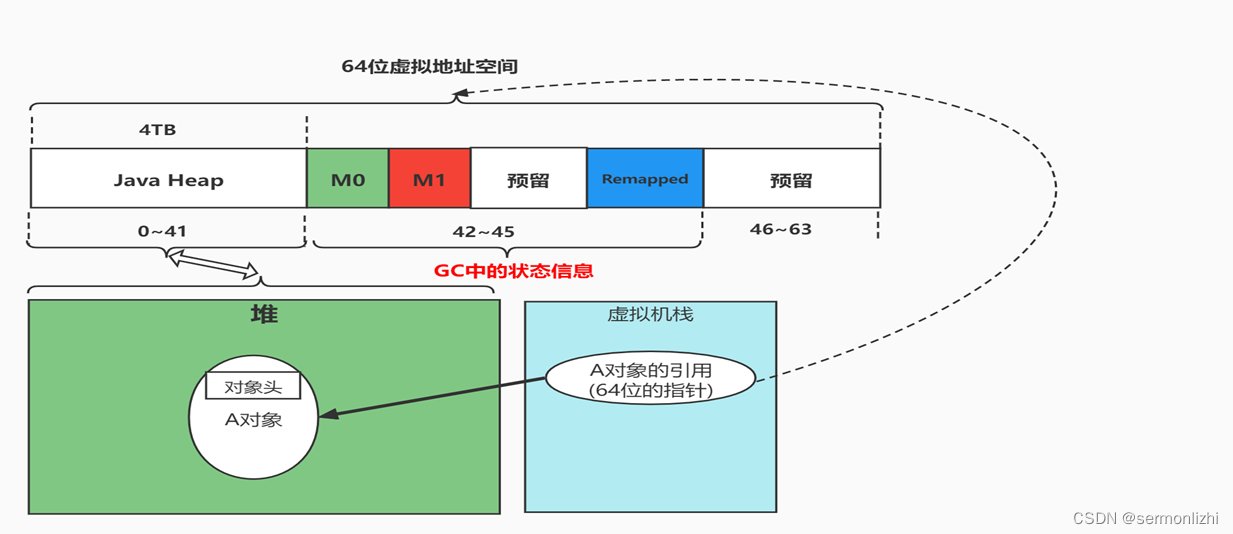 64位虚拟地址空间
4TB
Java Heap
M0
M1
预留
Remapped
预留
0~41
42~45
46~63
GC中的状态信息
堆
虚拟机栈
对象头
A对象
A对象的引用
(64位的指针)
CSDN @sermonlizhi